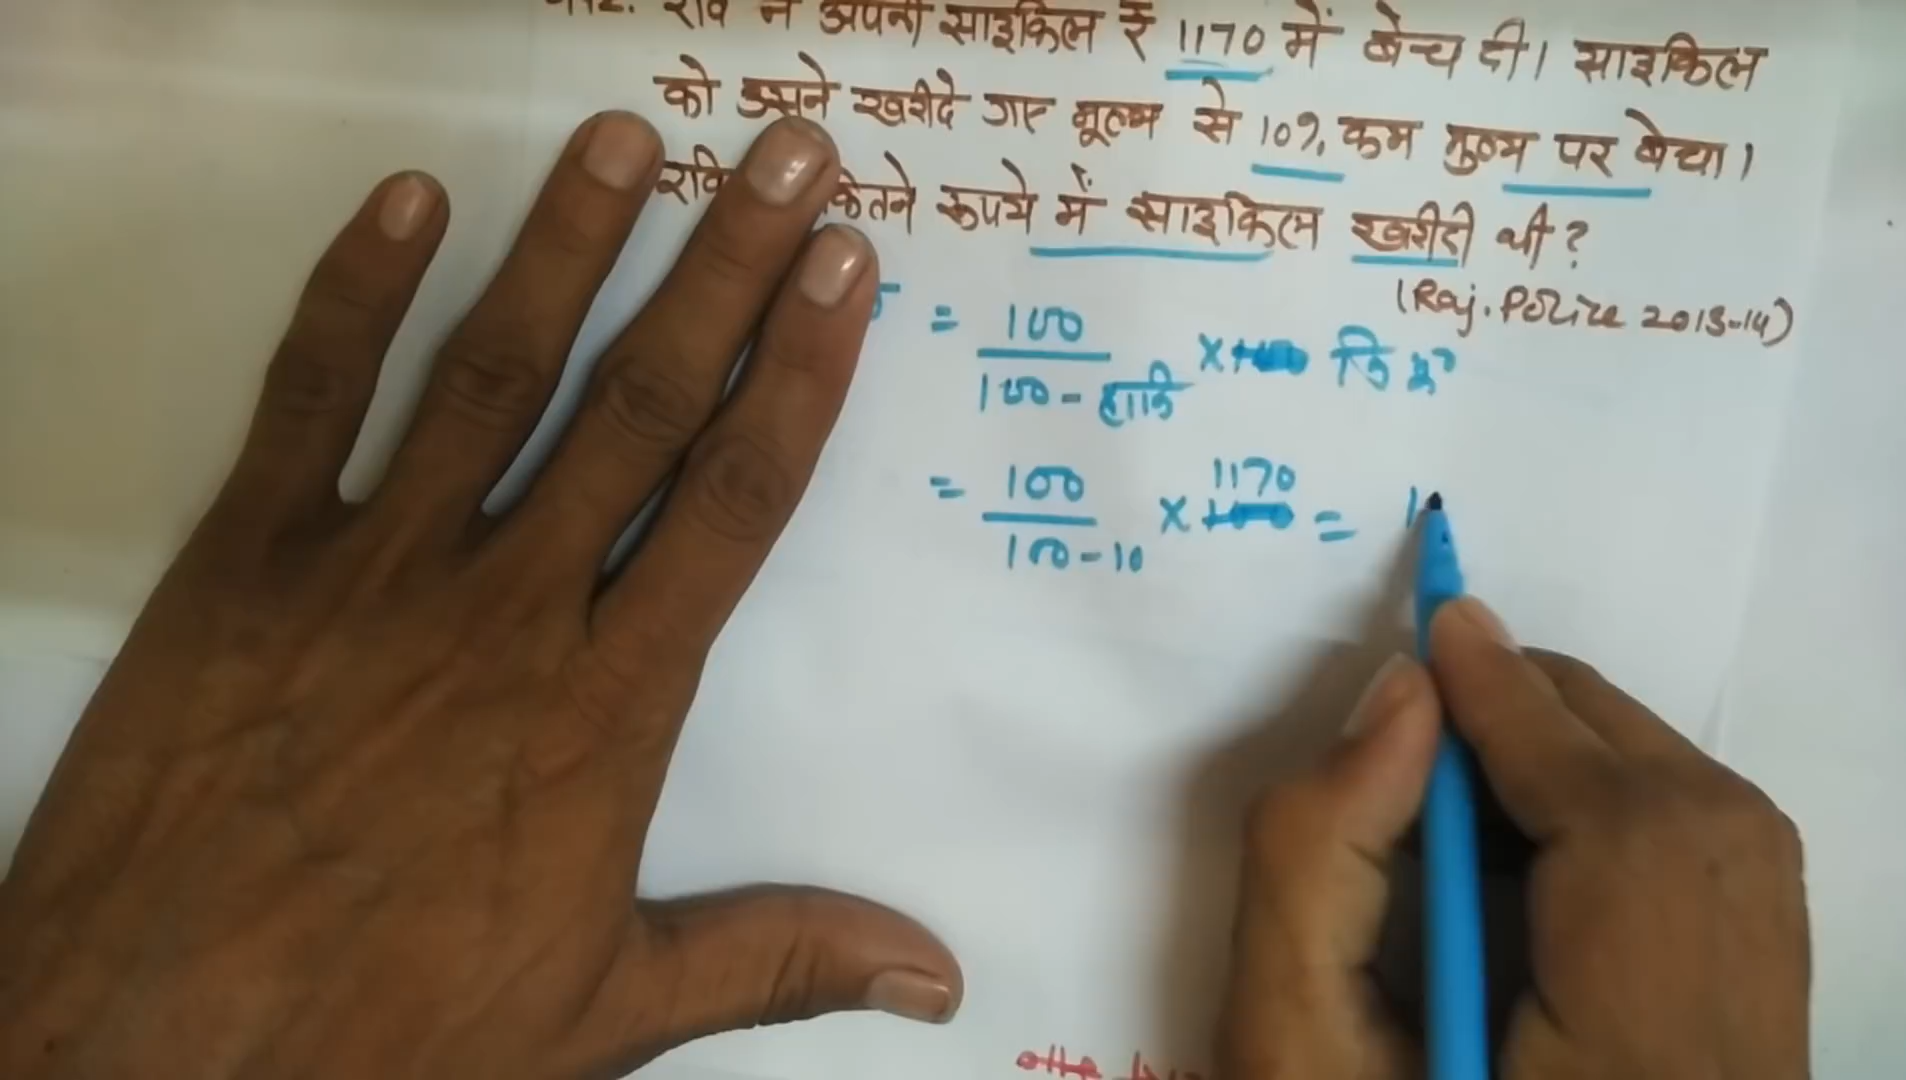 रवि ने अपनी साइकिल ₹ 1170 में बेच दी। साइकिल
को उसने खरीदे गए मूल्य से 10% कम मुल्य पर बेचा।
रवि कितने रूपये में साइकिल खरीदी थी?
(Raj. Police 2013-14)
= 100 / 100 - हानि × वि मू
= 100 / 100 - 10 × 1170 =